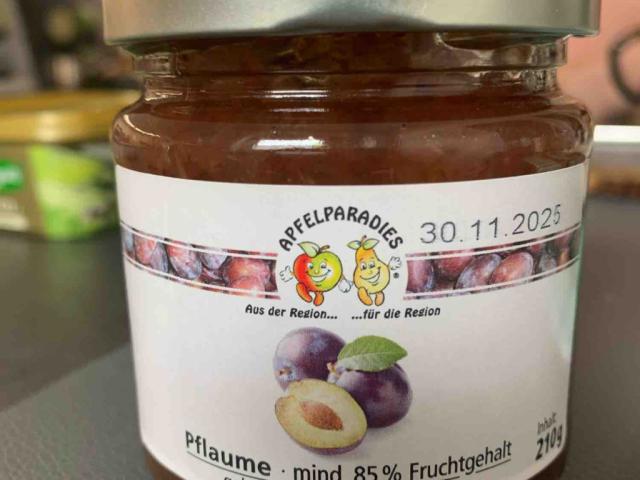 APFELPARADIES
30.11.2025
®
Aus der Region... ...für die Region
Inhalt:
210g
Pflaume · mind 85% Fruchtgehalt